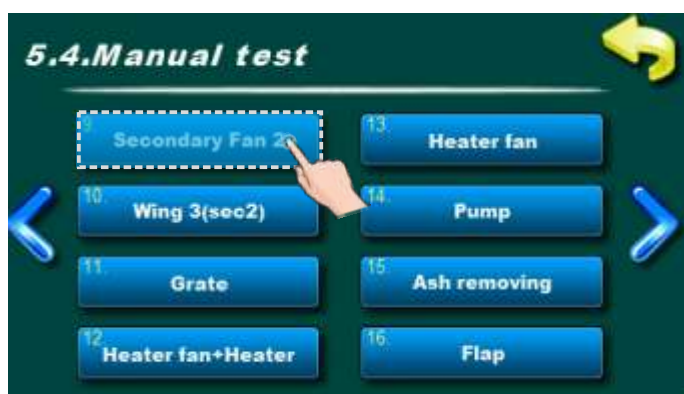 5.4.Manual test
9.
Secondary Fan 2
10.
Wing 3(sec2)
11.
Grate
12.
Heater fan+Heater
13.
Heater fan
14.
Pump
15.
Ash removing
16.
Flap